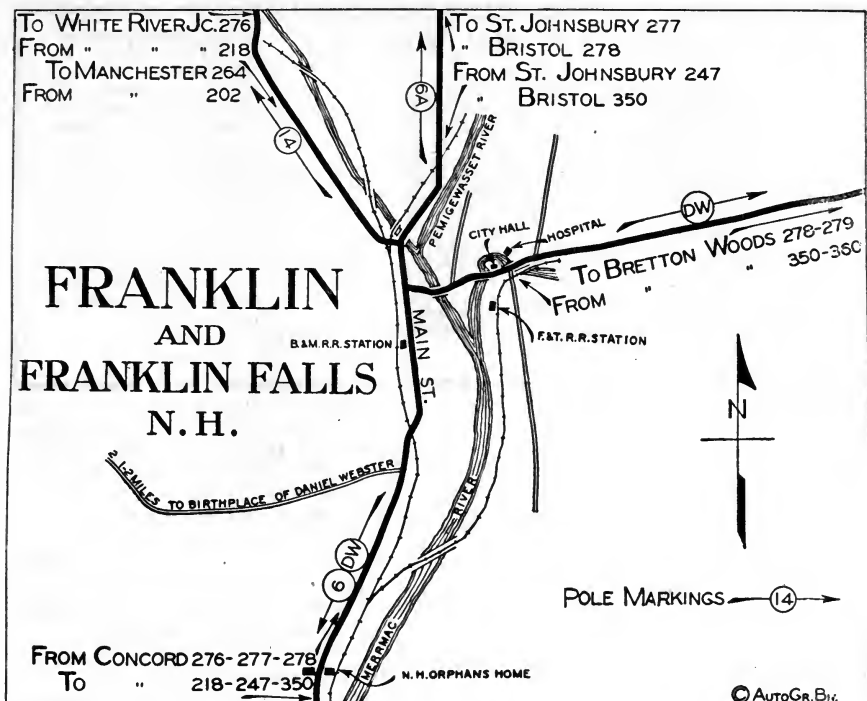 To WHITE RIVER JC. 276
FROM " " " 218
To MANCHESTER 264
FROM " 202
To ST. JOHNSBURY 277
" BRISTOL 278
FROM ST. JOHNSBURY 247
" BRISTOL 350
14
6A
PEMIGEWASSET RIVER
CITY HALL
HOSPITAL
DW
To BRETTON WOODS 278-279
FROM " " 350-360
FRANKLIN
AND
FRANKLIN FALLS
N. H.
B.&M.R.R. STATION
MAIN ST.
F.&T. R.R. STATION
N
2 1-2 MILES TO BIRTHPLACE OF DANIEL WEBSTER
DW
6
MERRMAC RIVER
POLE MARKINGS 14
FROM CONCORD 276-277-278
To " 218-247-350
N.H. ORPHANS HOME
© AUTO GR.